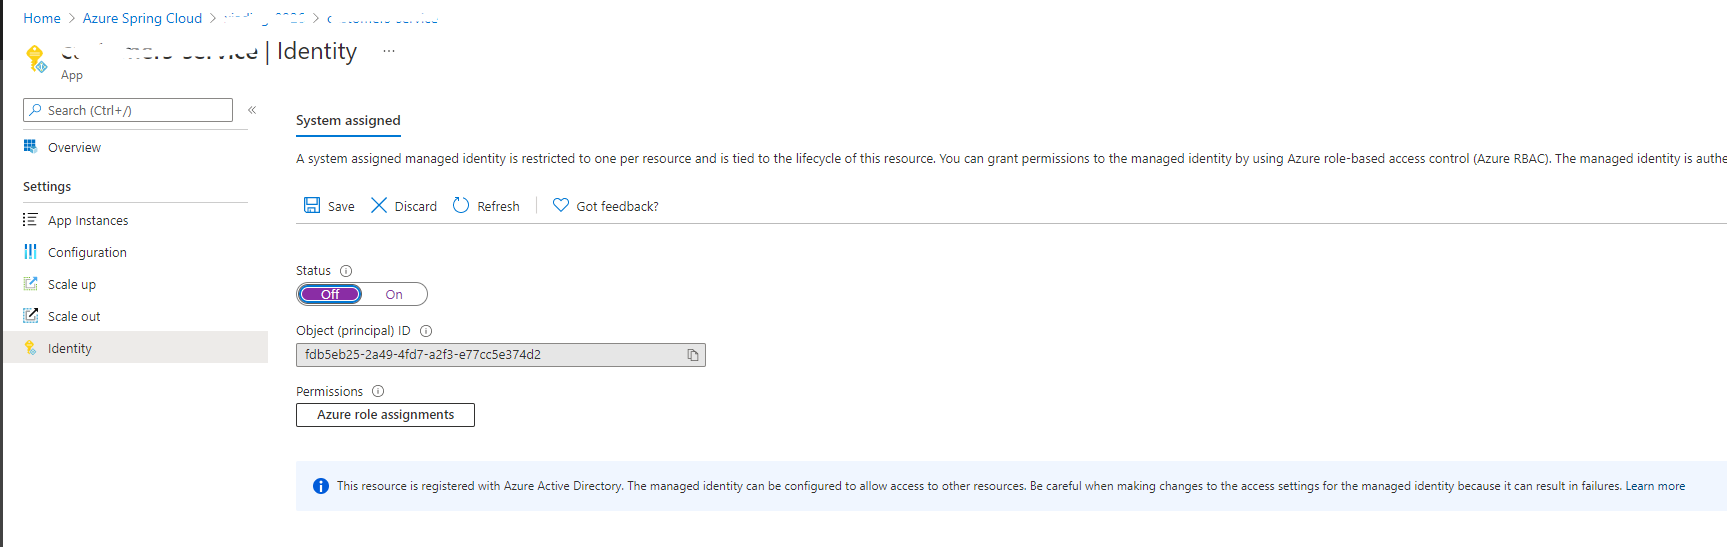 Home > Azure Spring Cloud > >
| Identity ...
App
Search (Ctrl+/) «
Overview
Settings
App Instances
Configuration
Scale up
Scale out
Identity
System assigned
A system assigned managed identity is restricted to one per resource and is tied to the lifecycle of this resource. You can grant permissions to the managed identity by using Azure role-based access control (Azure RBAC). The managed identity is authe
Save Discard Refresh Got feedback?
Status
Off On
Object (principal) ID
fdb5eb25-2a49-4fd7-a2f3-e77cc5e374d2
Permissions
Azure role assignments
This resource is registered with Azure Active Directory. The managed identity can be configured to allow access to other resources. Be careful when making changes to the access settings for the managed identity because it can result in failures. Learn more